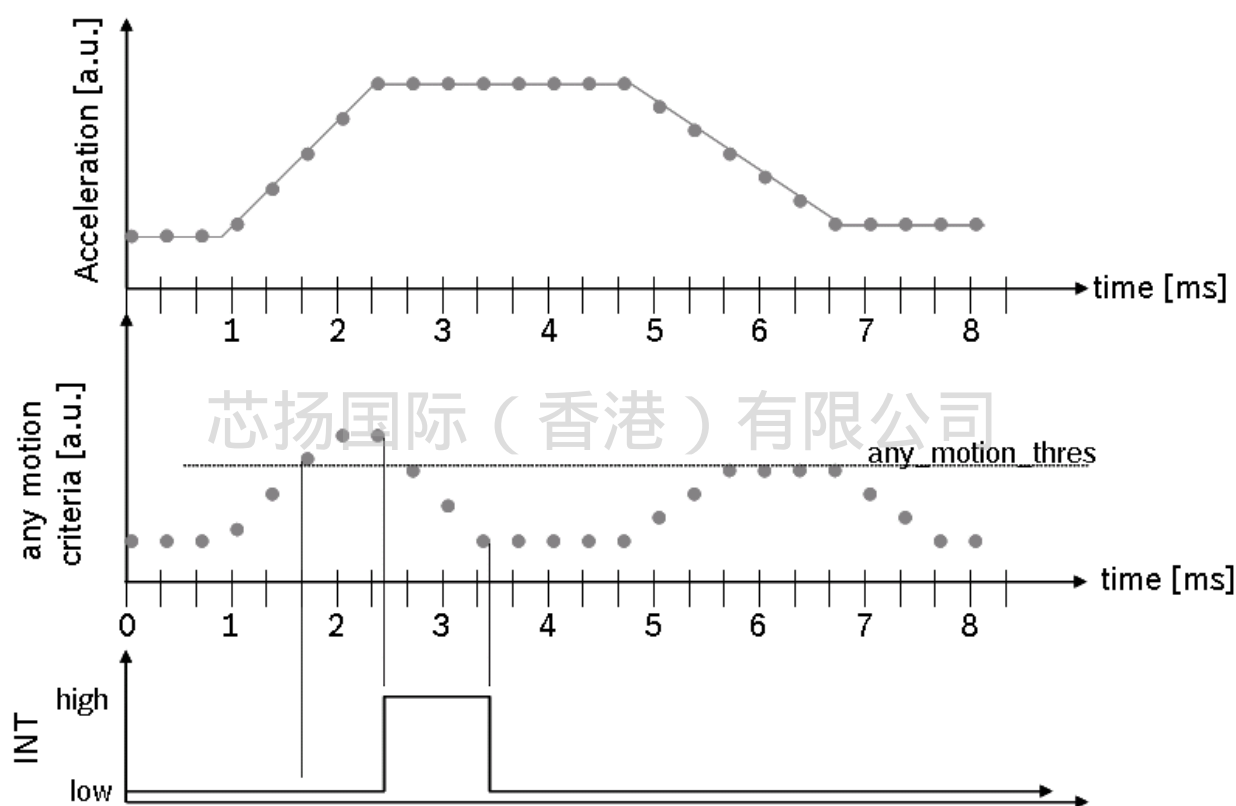 Acceleration [a.u.]
time [ms]
1 2 3 4 5 6 7 8
芯扬国际（香港）有限公司
any motion
criteria [a.u.]
any_motion_thres
time [ms]
0 1 2 3 4 5 6 7 8
INT
high
low